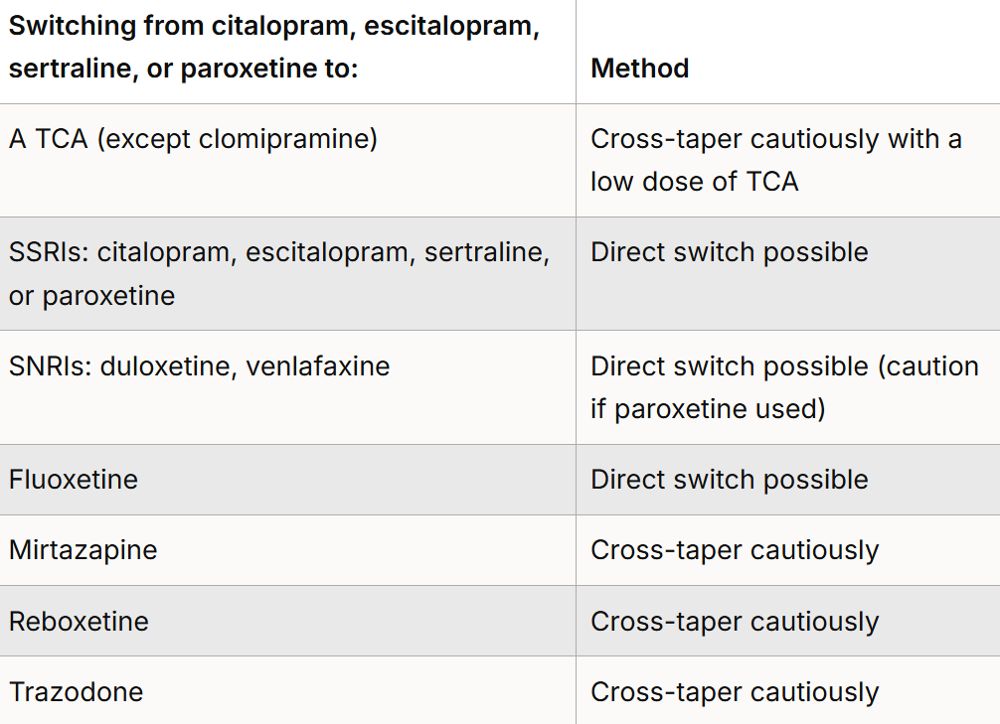 Switching from citalopram, escitalopram,
sertraline, or paroxetine to:
Method
A TCA (except clomipramine)
Cross-taper cautiously with a
low dose of TCA
SSRIs: citalopram, escitalopram, sertraline,
or paroxetine
Direct switch possible
SNRIs: duloxetine, venlafaxine
Direct switch possible (caution
if paroxetine used)
Fluoxetine
Direct switch possible
Mirtazapine
Cross-taper cautiously
Reboxetine
Cross-taper cautiously
Trazodone
Cross-taper cautiously